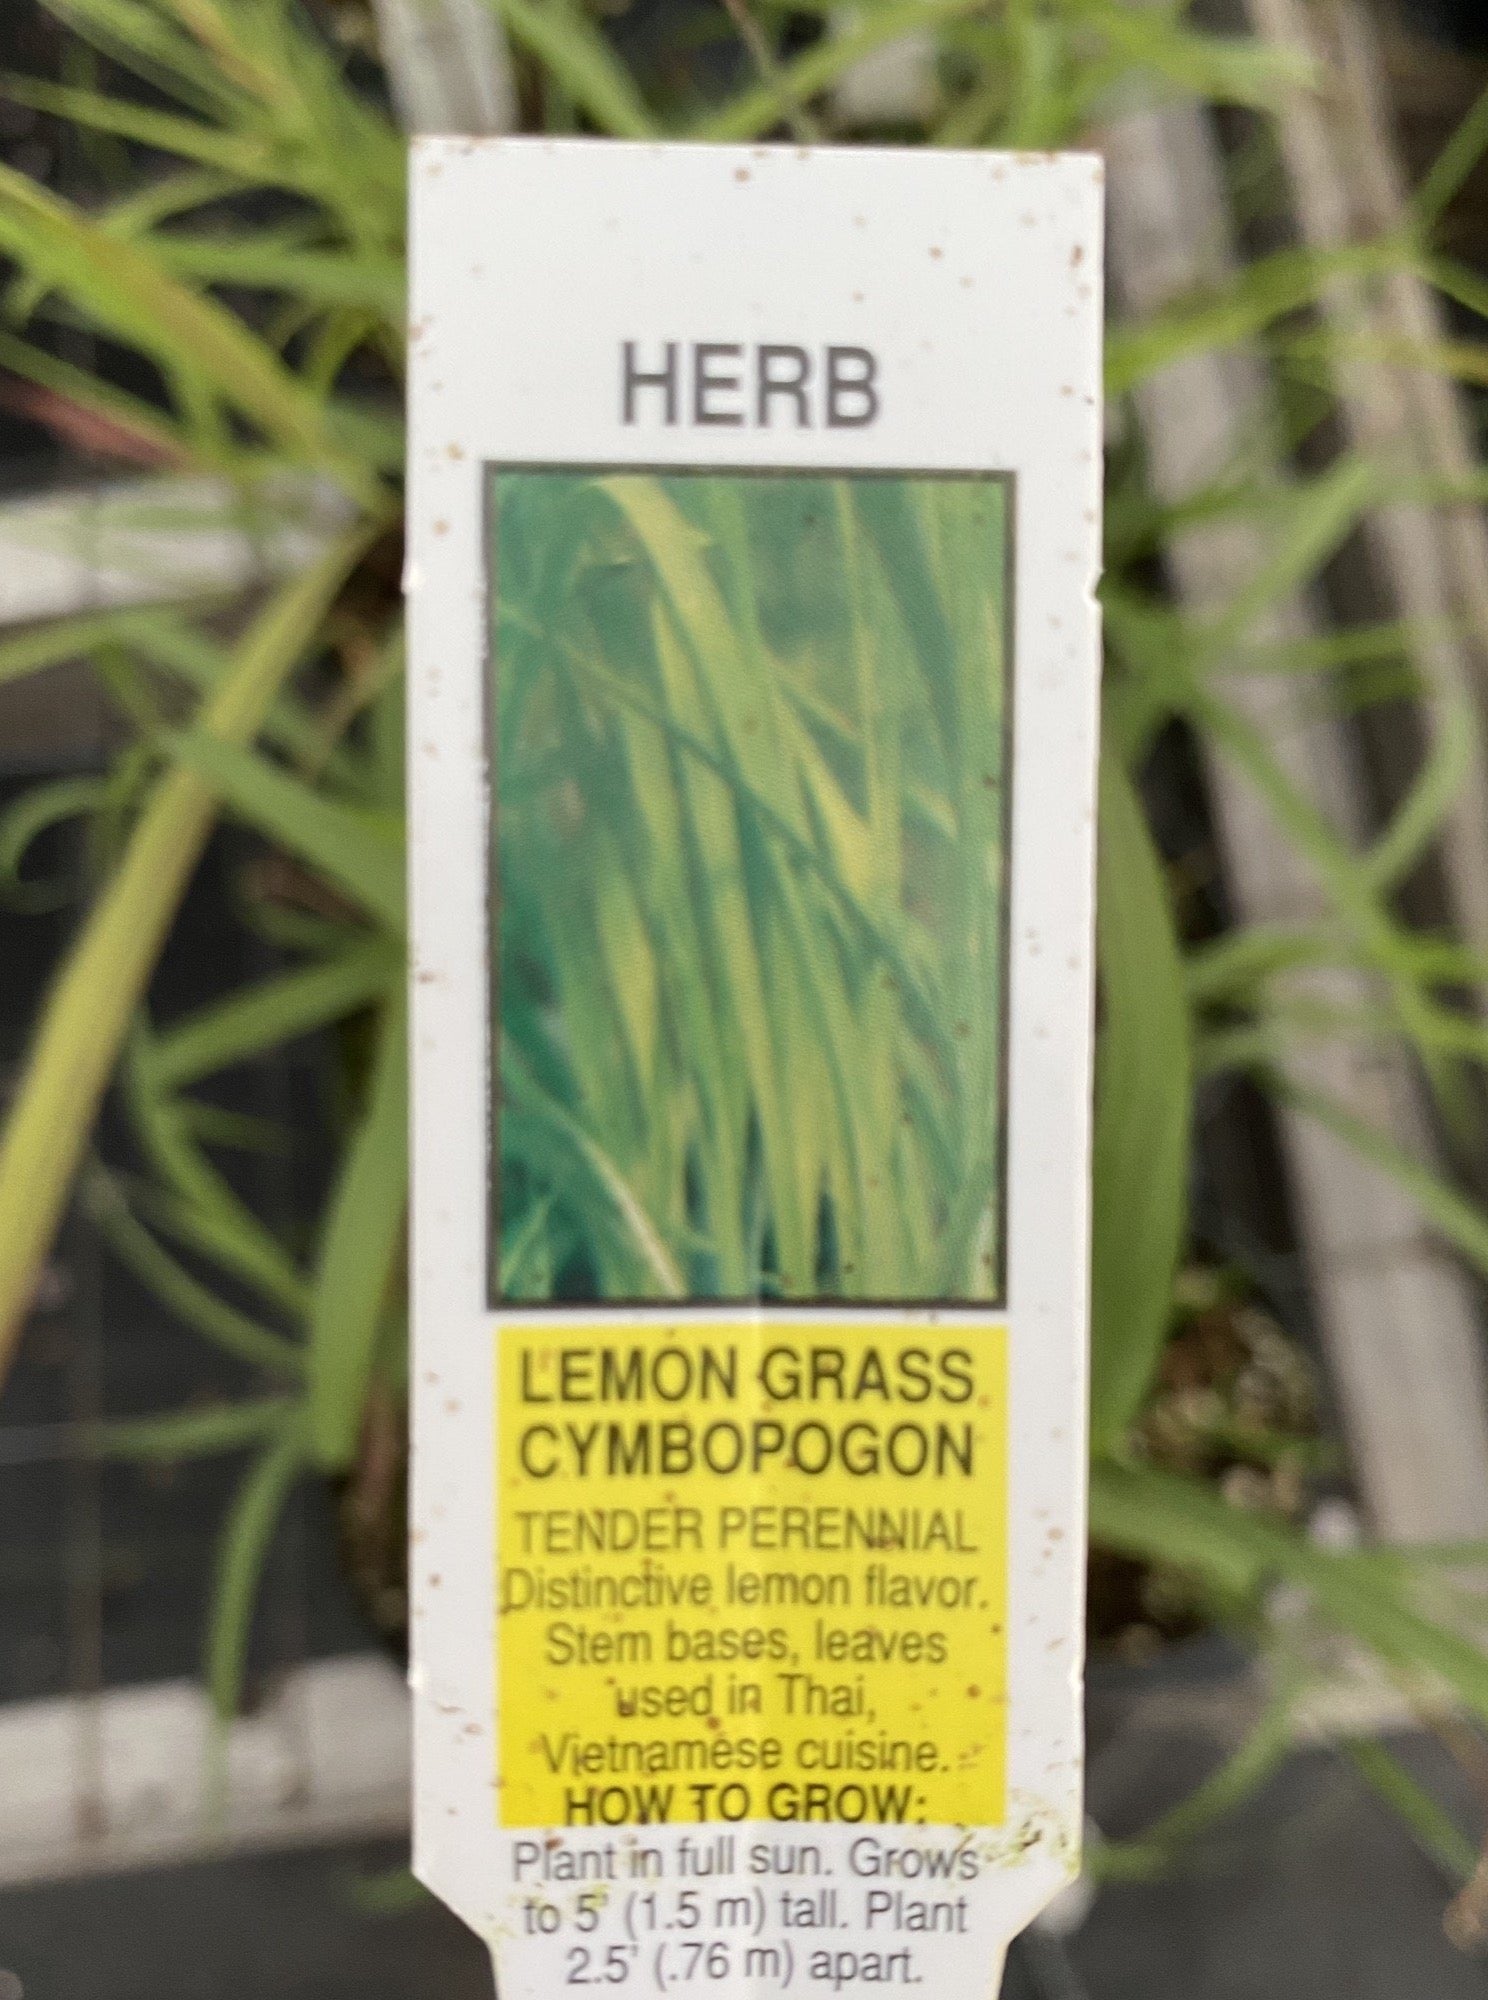 HERB
LEMON GRASS
CYMBOPOGON
TENDER PERENNIAL
Distinctive lemon flavor.
Stem bases, leaves
used in Thai,
Vietnamese cuisine.
HOW TO GROW:
Plant in full sun. Grows
to 5' (1.5 m) tall. Plant
2.5' (.76 m) apart.